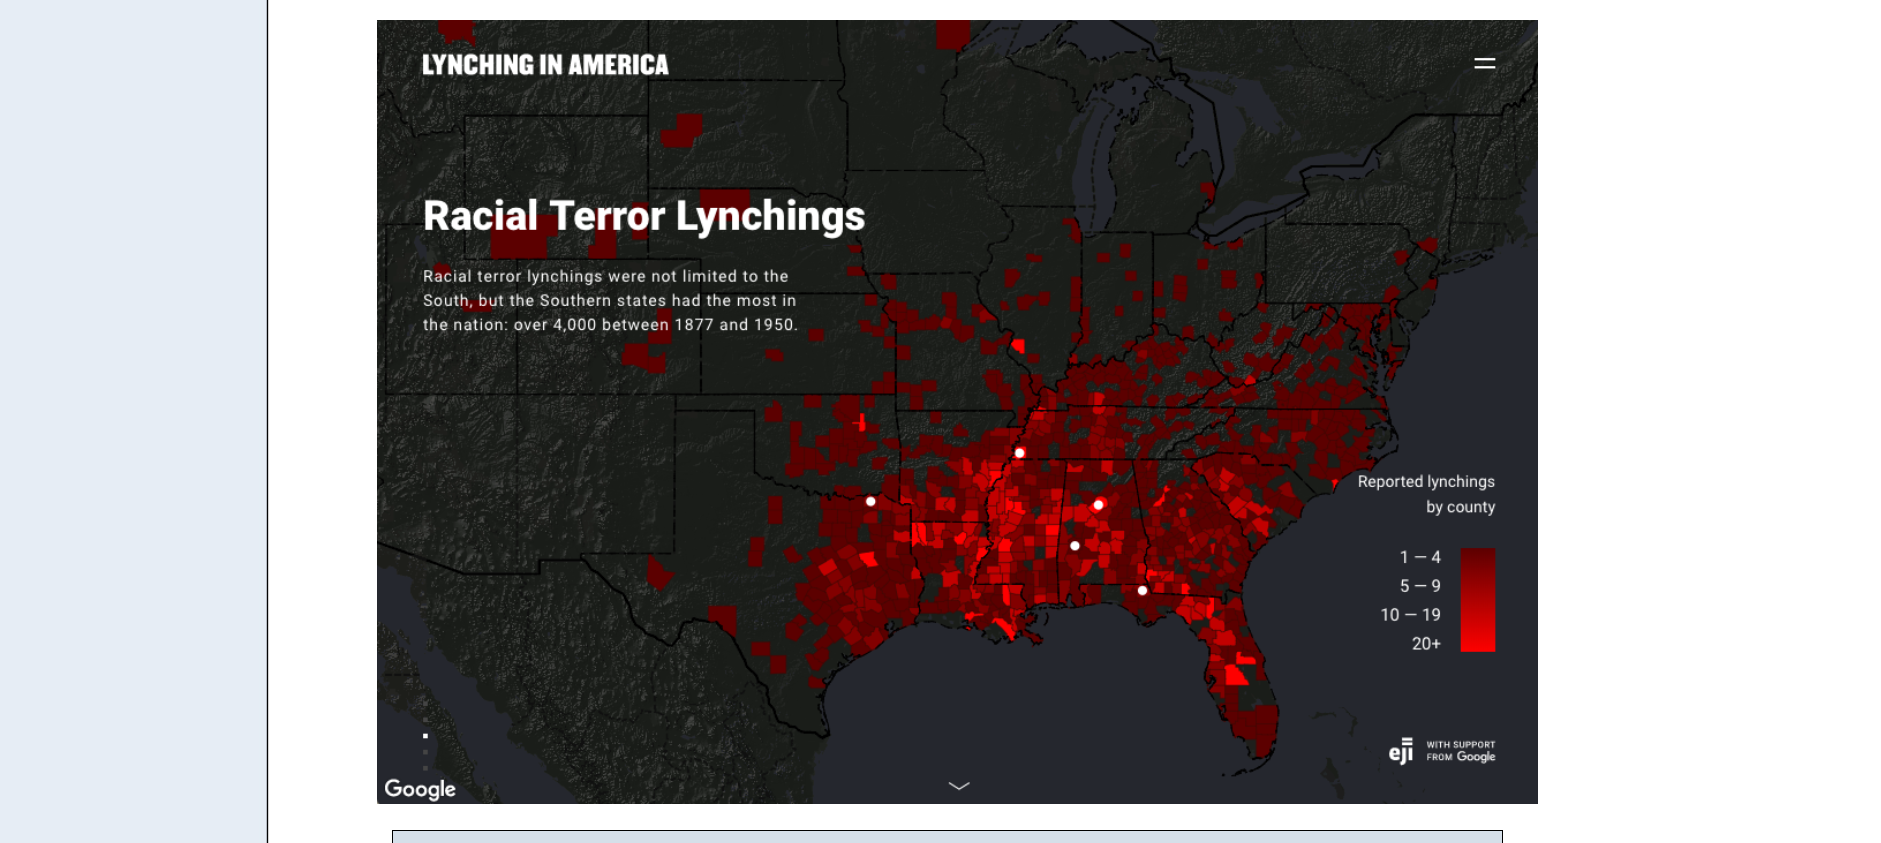 LYNCHING IN AMERICA
Racial Terror Lynchings
Racial terror lynchings were not limited to the
South, but the Southern states had the most in
the nation: over 4,000 between 1877 and 1950.
Reported lynchings
by county
1 — 4
5 — 9
10 — 19
20+
eji
WITH SUPPORT
FROM Google
Google